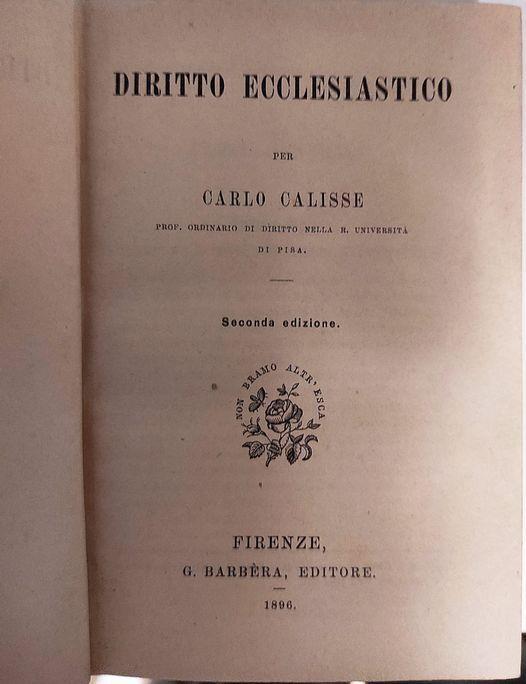 DIRITTO ECCLESIASTICO
PER
CARLO CALISSE
PROF. ORDINARIO DI DIRITTO NELLA R. UNIVERSITÀ
DI PISA.
Seconda edizione.
NON BRAMO ALTR' ESCA
FIRENZE,
G. BARBÈRA, EDITORE.
1896.